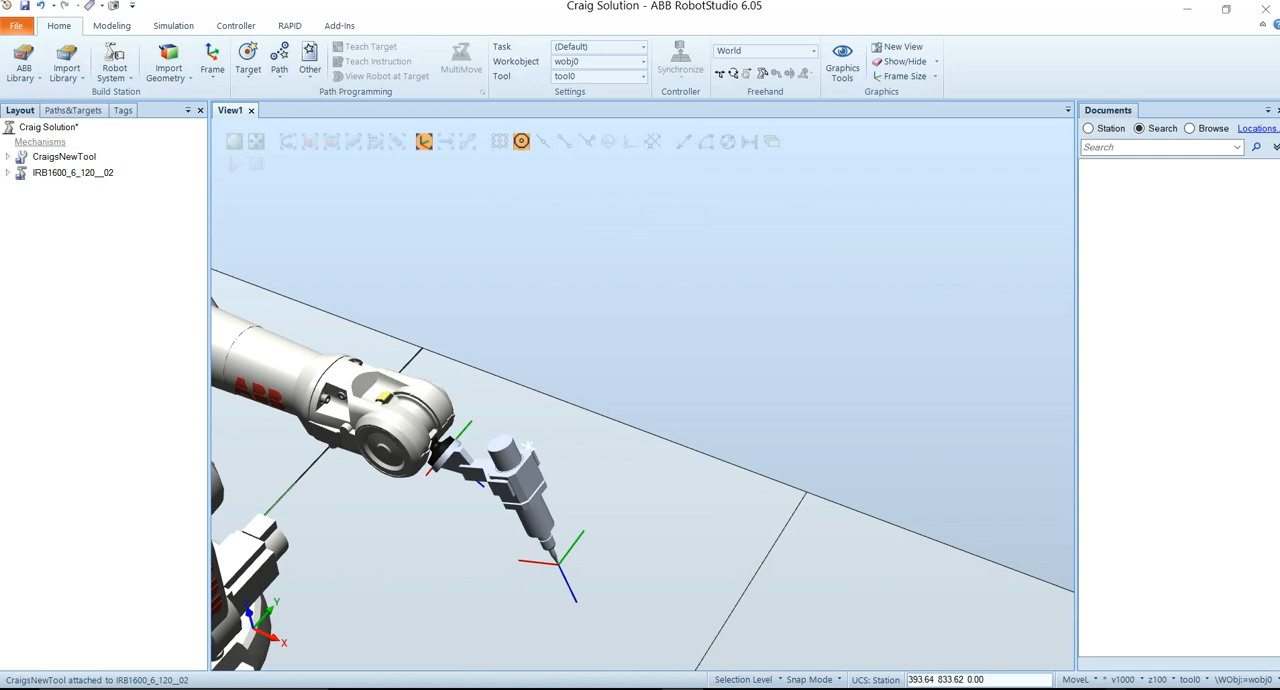 Craig Solution - ABB RobotStudio 6.05
File Home Modeling Simulation Controller RAPID Add-Ins
ABB Library Import Library Robot System Import Geometry Frame
Build Station
Target Path Other Teach Target Teach Instruction View Robot at Target MultiMove
Path Programming
Task (Default)
Workobject wobj0
Tool tool0
Settings
Synchronize
Controller
World
Freehand
Graphics Tools New View Show/Hide Frame Size
Graphics
Layout Paths&Targets Tags
Craig Solution*
Mechanisms
CraigsNewTool
IRB1600_6_120__02
View1
ABB
Y
X
Documents
Station Search Browse Locations..
Search
CraigsNewTool attached to IRB1600_6_120__02
Selection Level Snap Mode UCS: Station 393.64 833.62 0.00 MoveL * v1000 z100 tool0 \WObj:=wobj0